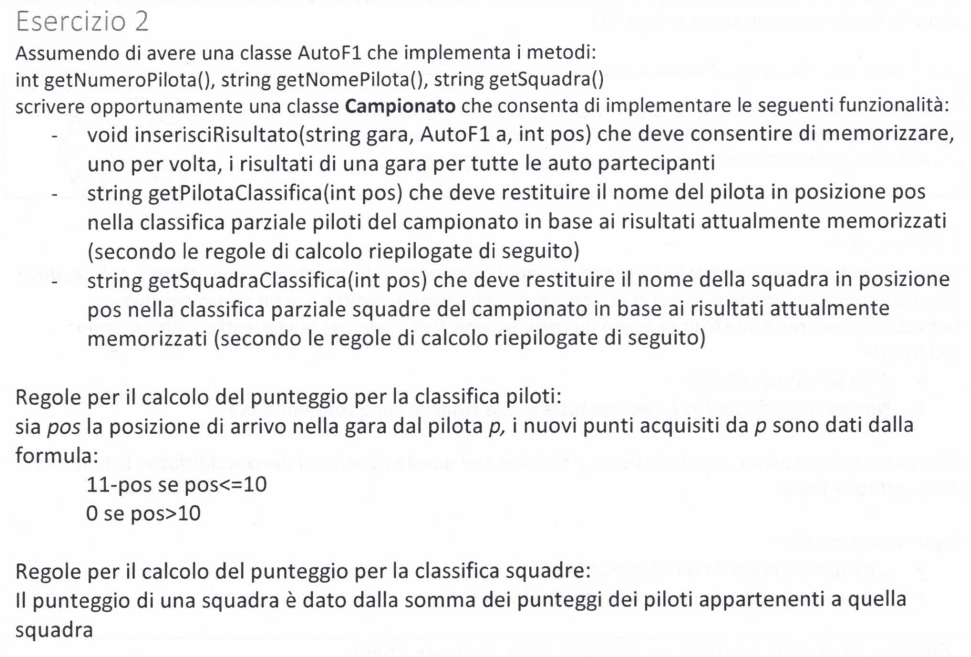 Esercizio 2
Assumendo di avere una classe AutoF1 che implementa i metodi:
int getNumeroPilota(), string getNomePilota(), string getSquadra()
scrivere opportunamente una classe Campionato che consenta di implementare le seguenti funzionalità:
- void inserisciRisultato(string gara, AutoF1 a, int pos) che deve consentire di memorizzare,
uno per volta, i risultati di una gara per tutte le auto partecipanti
- string getPilotaClassifica(int pos) che deve restituire il nome del pilota in posizione pos
nella classifica parziale piloti del campionato in base ai risultati attualmente memorizzati
(secondo le regole di calcolo riepilogate di seguito)
- string getSquadraClassifica(int pos) che deve restituire il nome della squadra in posizione
pos nella classifica parziale squadre del campionato in base ai risultati attualmente
memorizzati (secondo le regole di calcolo riepilogate di seguito)
Regole per il calcolo del punteggio per la classifica piloti:
sia pos la posizione di arrivo nella gara dal pilota p, i nuovi punti acquisiti da p sono dati dalla
formula:
11-pos se pos<=10
0 se pos>10
Regole per il calcolo del punteggio per la classifica squadre:
Il punteggio di una squadra è dato dalla somma dei punteggi dei piloti appartenenti a quella
squadra